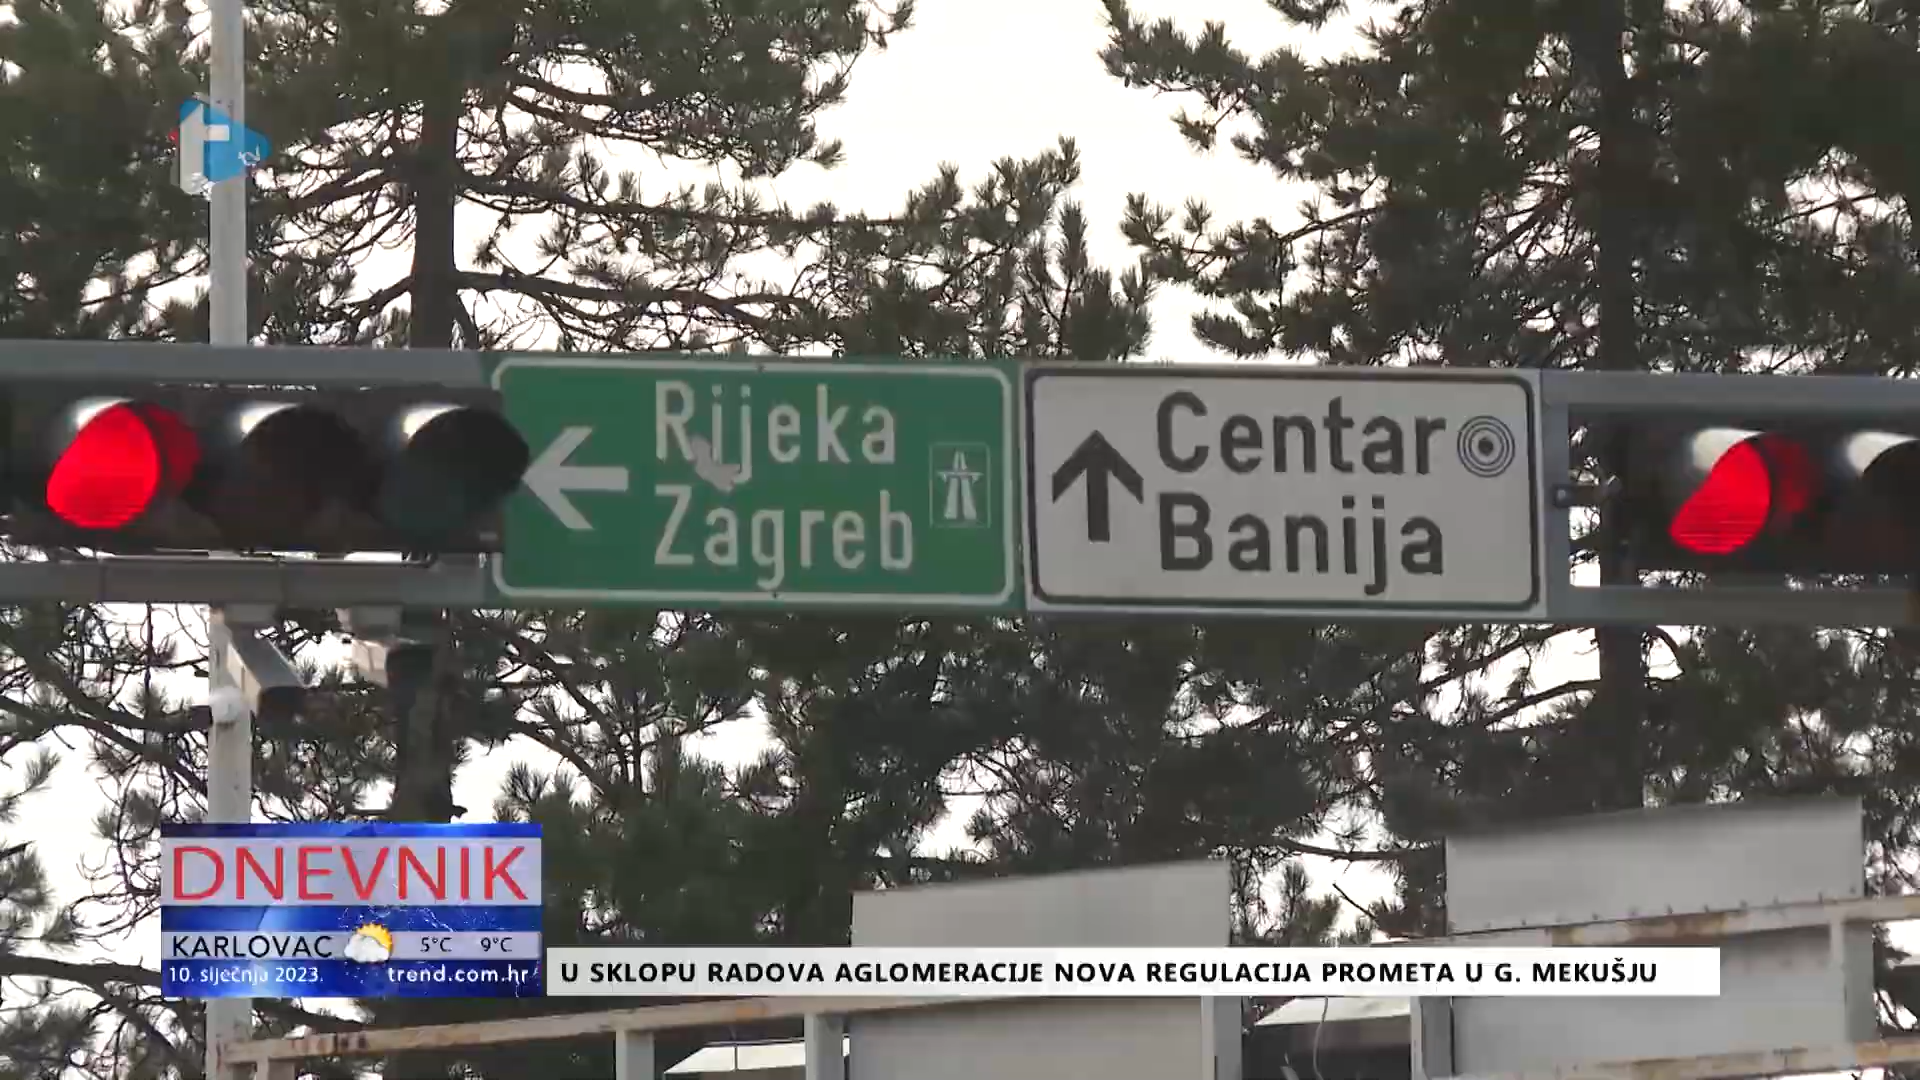 Rijeka
Zagreb
Centar
Banija
DNEVNIK
KARLOVAC 5°C 9°C
10. siječnja 2023. trend.com.hr
U SKLOPU RADOVA AGLOMERACIJE NOVA REGULACIJA PROMETA U G. MEKUŠJU